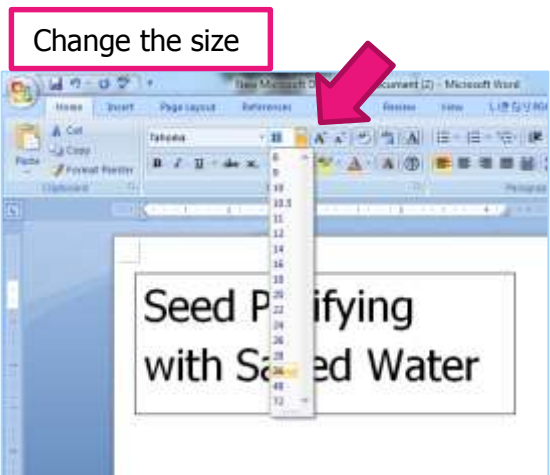 Change the size
Home Insert Page Layout References Review View
Cut
Copy
Format Painter
Paste
Clipboard
Tahoma
8
9
10
10.5
11
12
14
16
18
20
22
24
26
28
36
48
72
Seed P ifying
with Sa ed Water